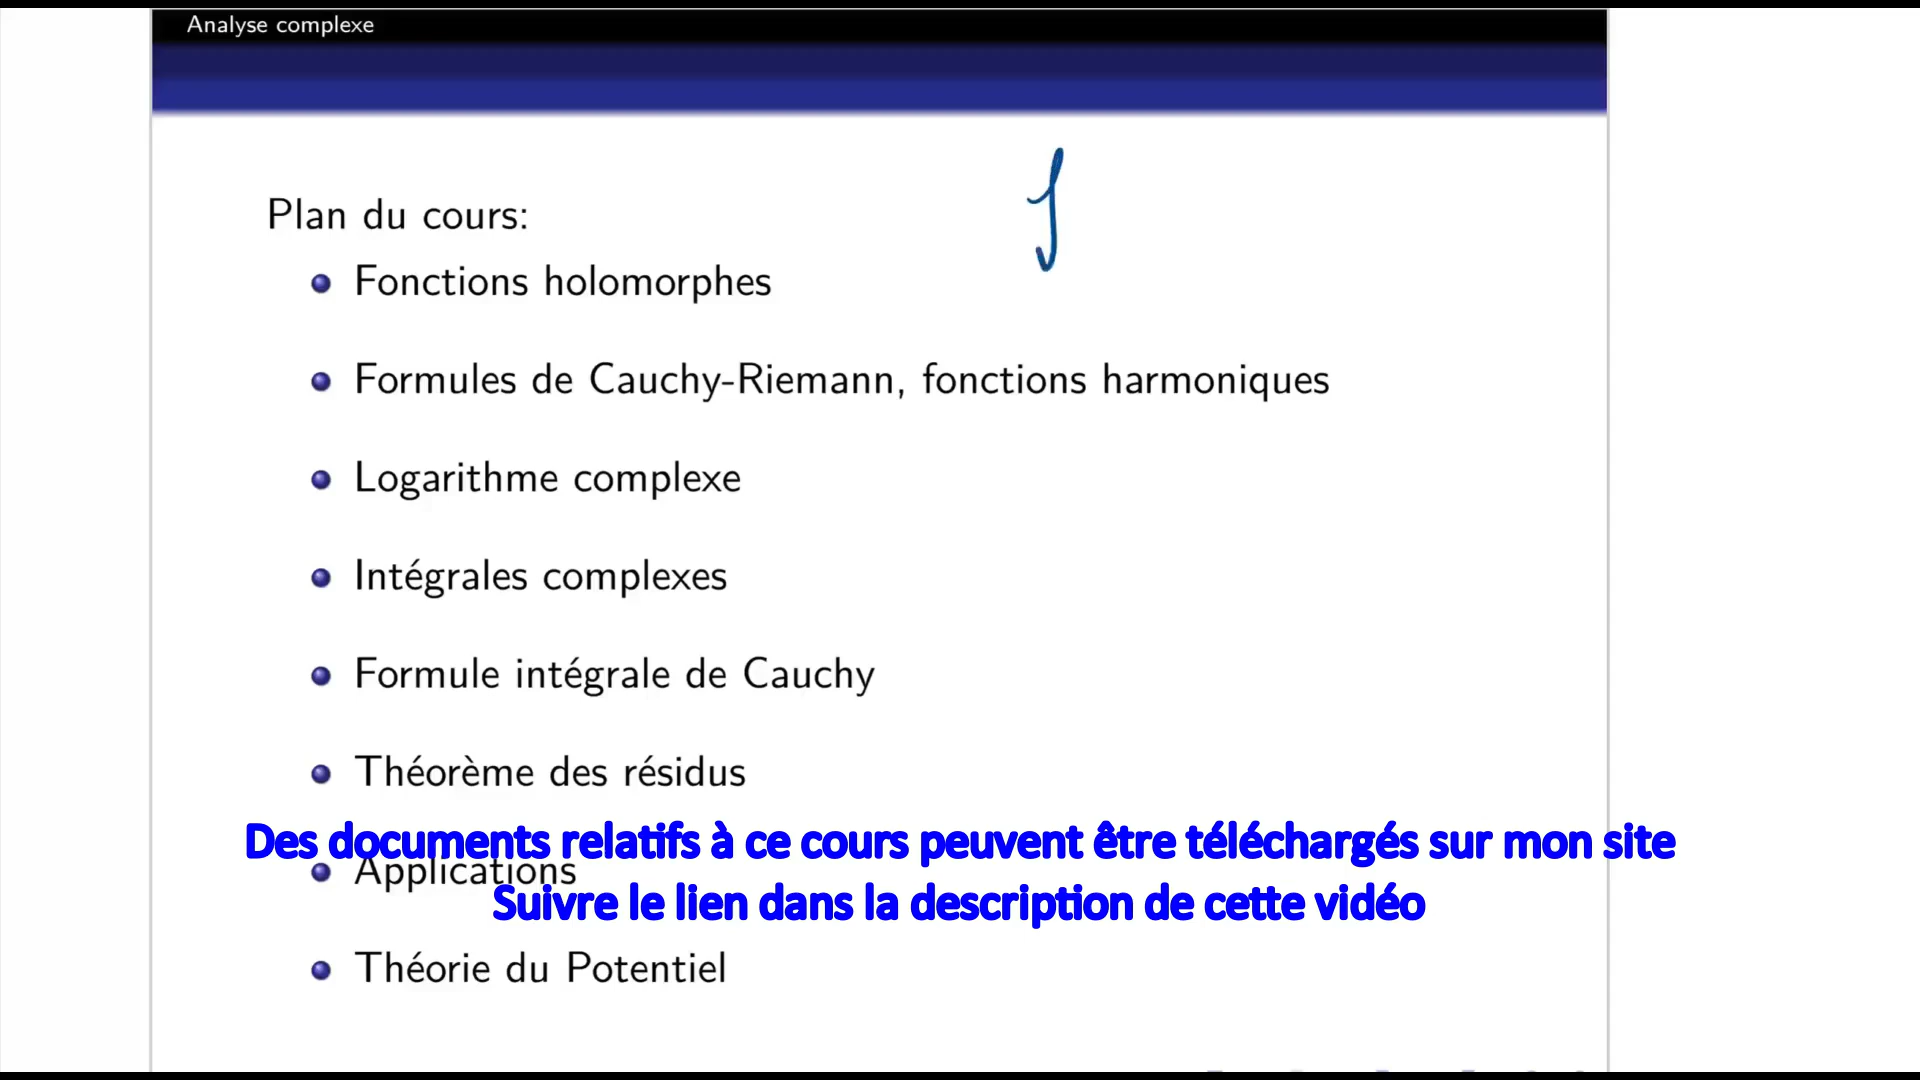 Analyse complexe
Plan du cours:
Fonctions holomorphes
Formules de Cauchy-Riemann, fonctions harmoniques
Logarithme complexe
Intégrales complexes
Formule intégrale de Cauchy
Théorème des résidus
Des documents relatifs à ce cours peuvent être téléchargés sur mon site
Applications
Suivre le lien dans la description de cette vidéo
Théorie du Potentiel